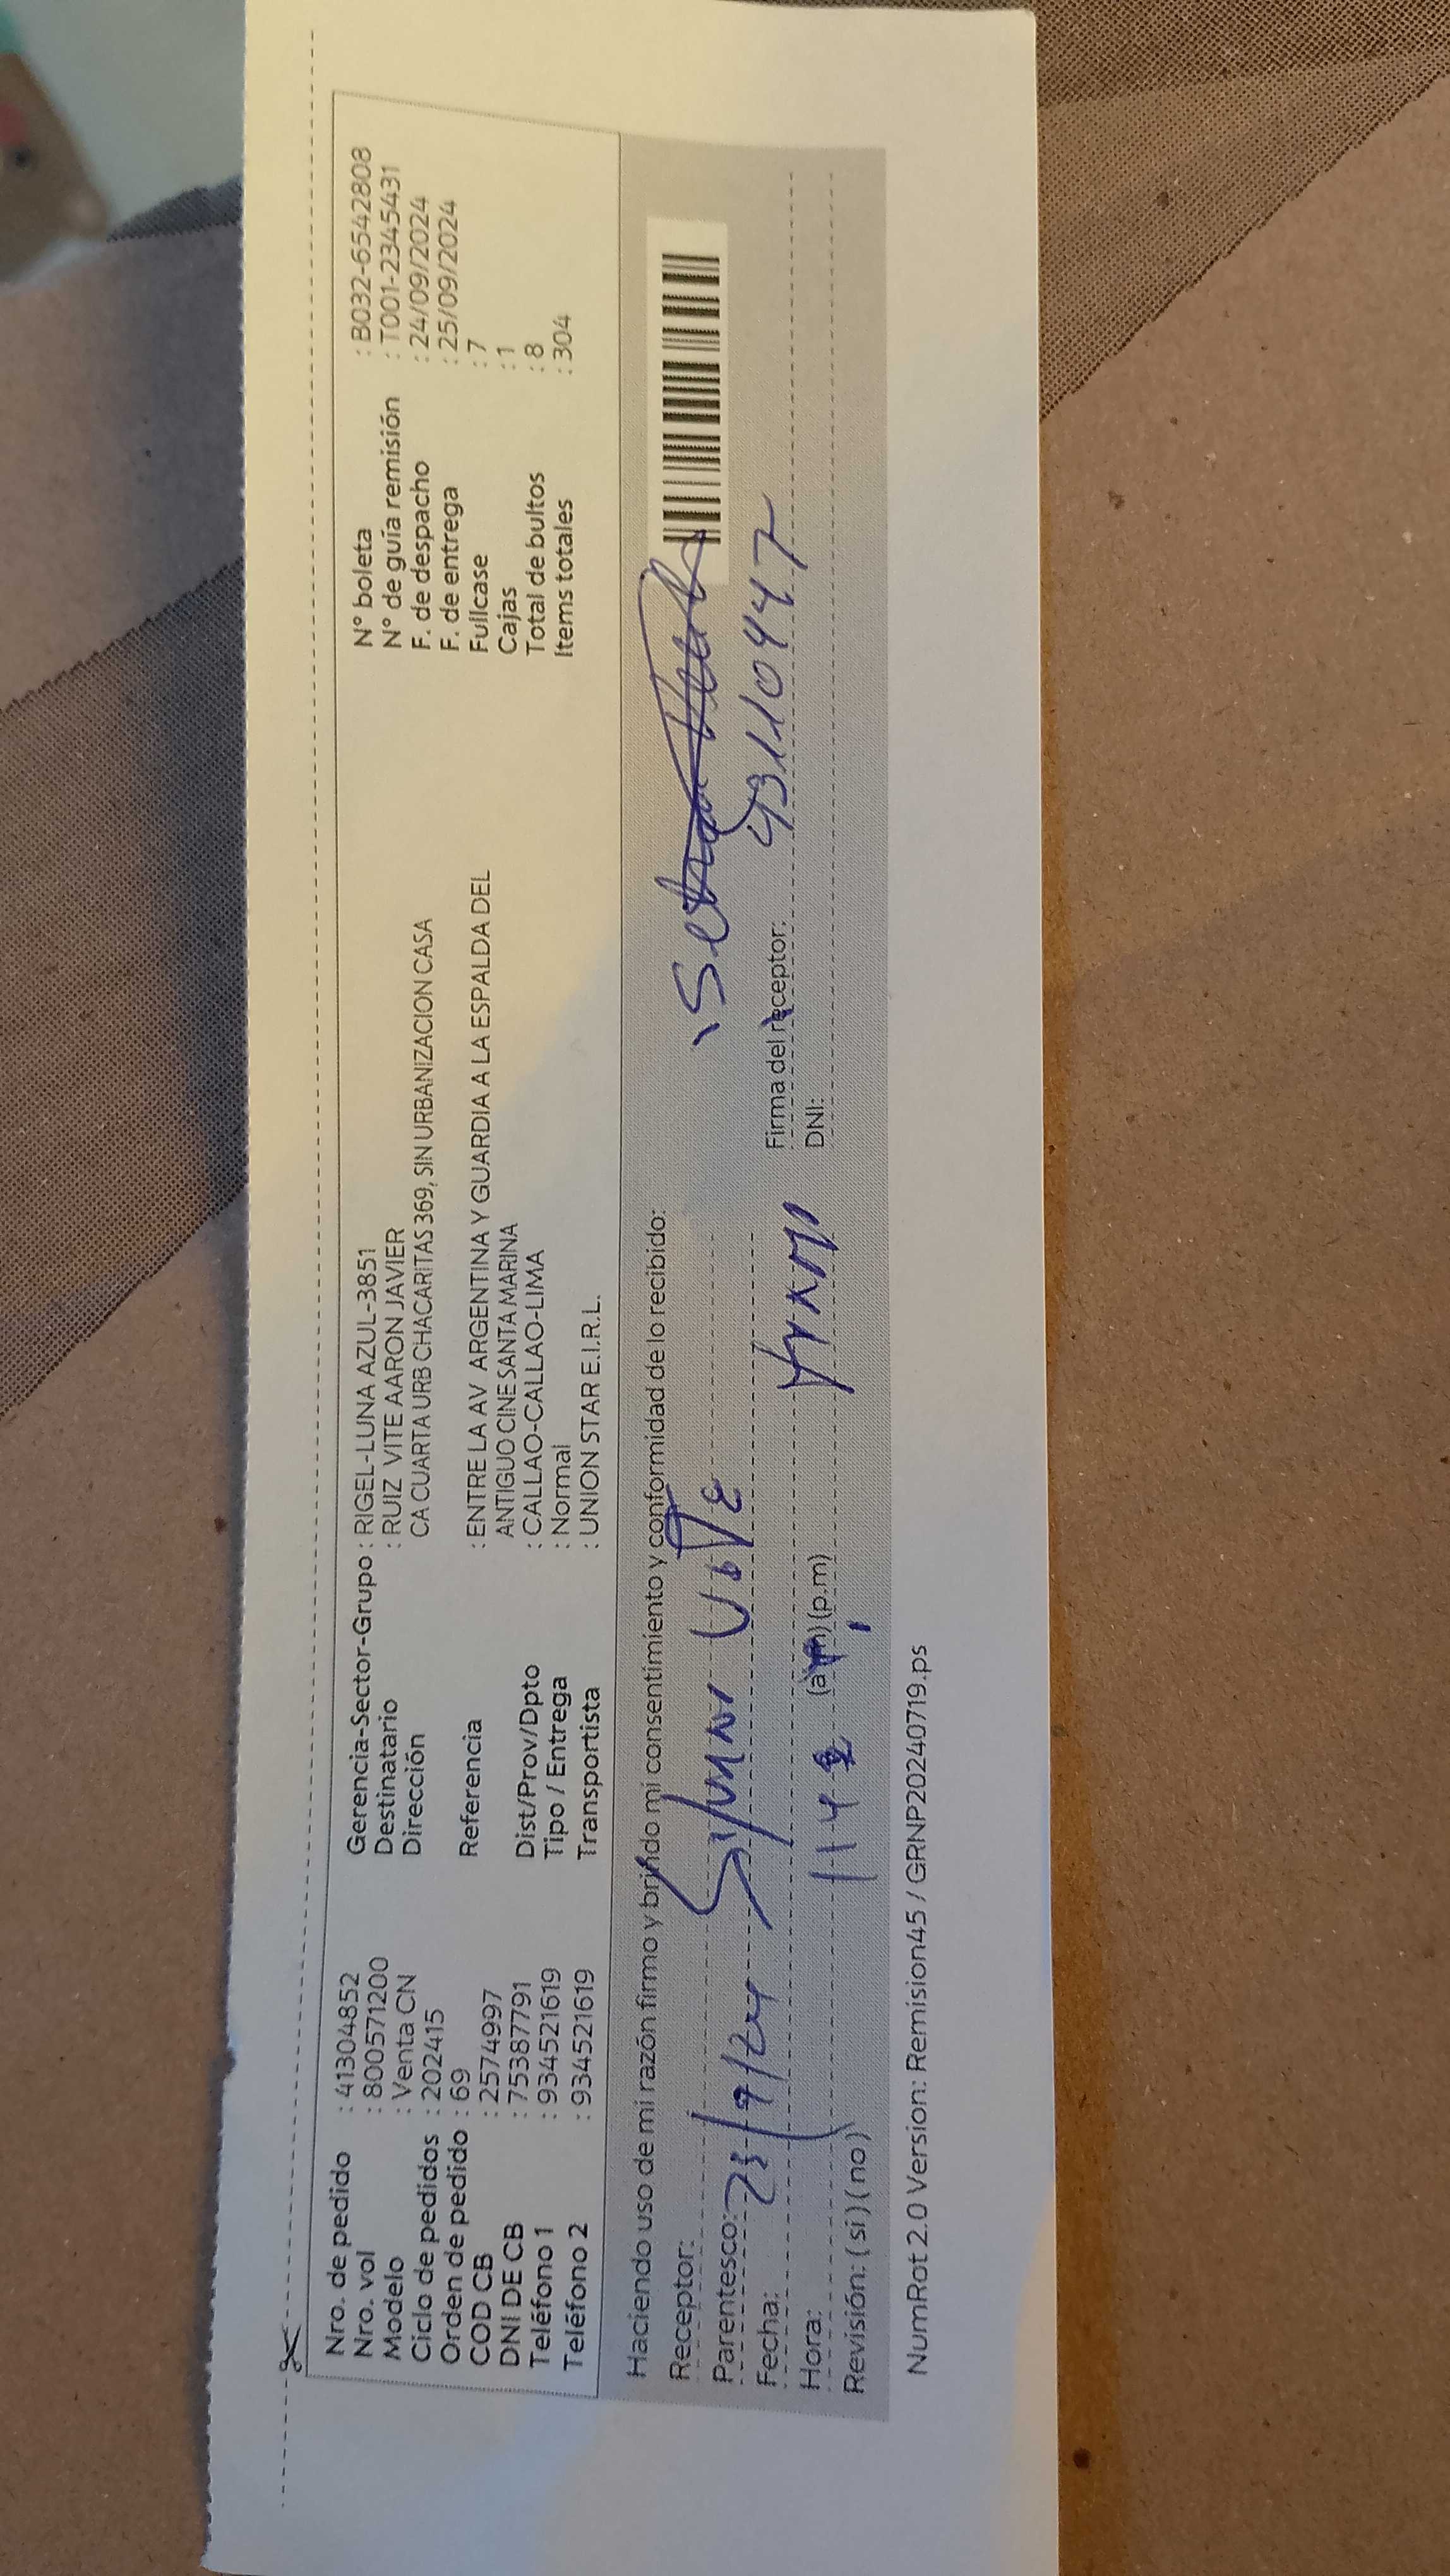 Nro. de pedido : 41304852
Nro. vol : 800571200
Modelo : Venta CN
Ciclo de pedidos : 202415
Orden de pedido : 69
COD CB : 2574997
DNI DE CB : 75387791
Teléfono 1 : 934521619
Teléfono 2 : 934521619
Gerencia-Sector-Grupo : RIGEL-LUNA AZUL-3851
Destinatario : RUIZ VITE AARON JAVIER
Dirección CA CUARTA URB CHACARITAS 369, SIN URBANIZACION CASA
Referencia : ENTRE LA AV ARGENTINA Y GUARDIA A LA ESPALDA DEL
ANTIGUO CINE SANTA MARINA
Dist/Prov/Dpto : CALLAO-CALLAO-LIMA
Tipo / Entrega : Normal
Transportista : UNION STAR E.I.R.L.
N° boleta : B032-6542808
N° de guía remisión : T001-2345431
F. de despacho : 24/09/2024
F. de entrega : 25/09/2024
Fullcase : 7
Cajas : 1
Total de bultos : 8
Items totales : 304
Haciendo uso de mi razón firmo y brindo mi consentimiento y conformidad de lo recibido:
Receptor:
Parentesco:
Fecha:
Hora: (a.m) (p.m)
Revisión: ( si ) ( no )
Firma del receptor:
DNI: 43110447
NumRot 2.0 Version: Remision45 / GRNP20240719.ps